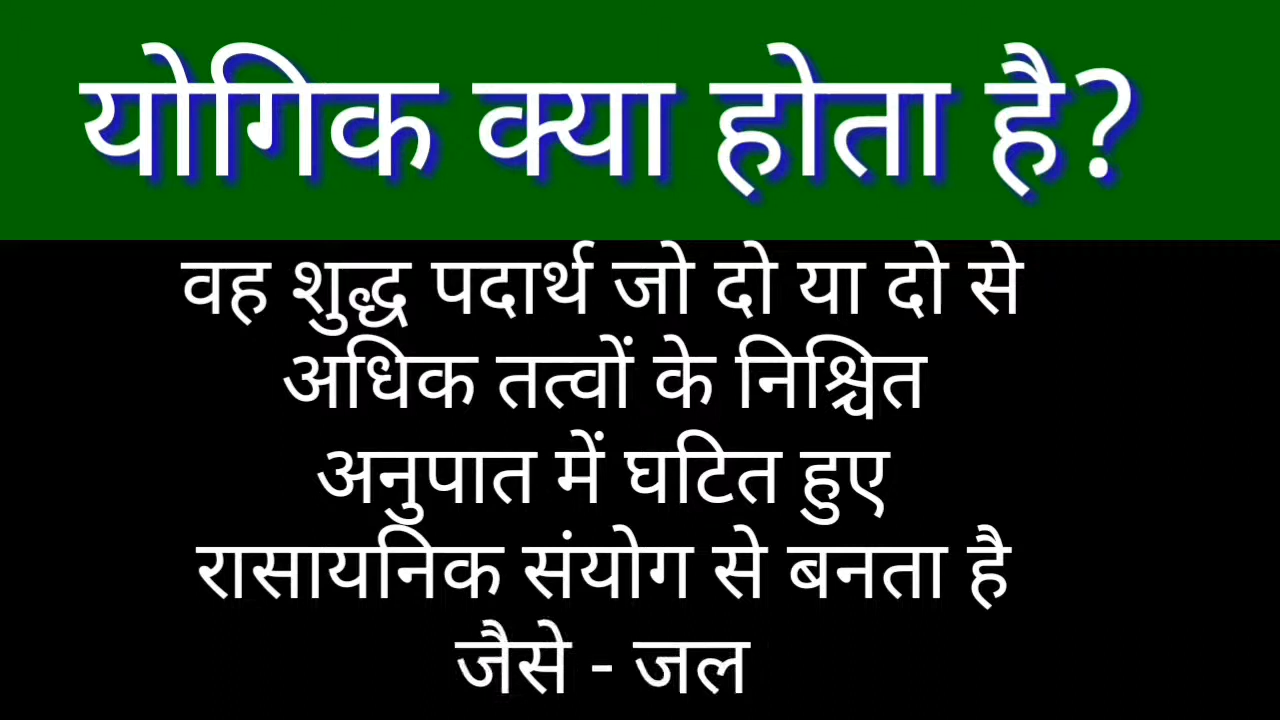 योगिक क्या होता है?
वह शुद्ध पदार्थ जो दो या दो से
अधिक तत्वों के निश्चित
अनुपात में घटित हुए
रासायनिक संयोग से बनता है
जैसे - जल